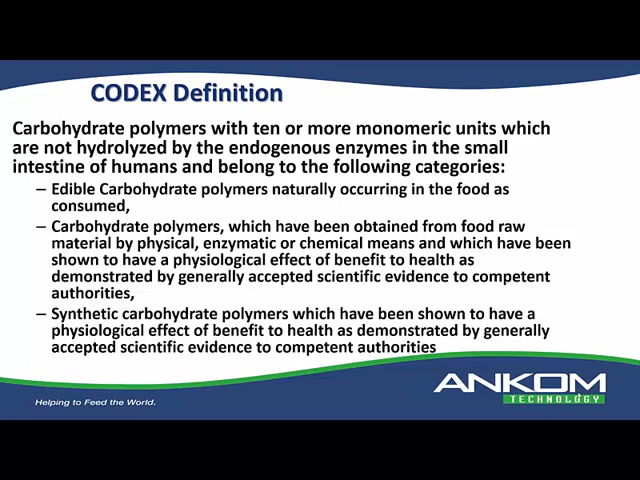 CODEX Definition
Carbohydrate polymers with ten or more monomeric units which
are not hydrolyzed by the endogenous enzymes in the small
intestine of humans and belong to the following categories:
– Edible Carbohydrate polymers naturally occurring in the food as
consumed,
– Carbohydrate polymers, which have been obtained from food raw
material by physical, enzymatic or chemical means and which have been
shown to have a physiological effect of benefit to health as
demonstrated by generally accepted scientific evidence to competent
authorities,
– Synthetic carbohydrate polymers which have been shown to have a
physiological effect of benefit to health as demonstrated by generally
accepted scientific evidence to competent authorities
ANKOM
TECHNOLOGY
Helping to Feed the World.